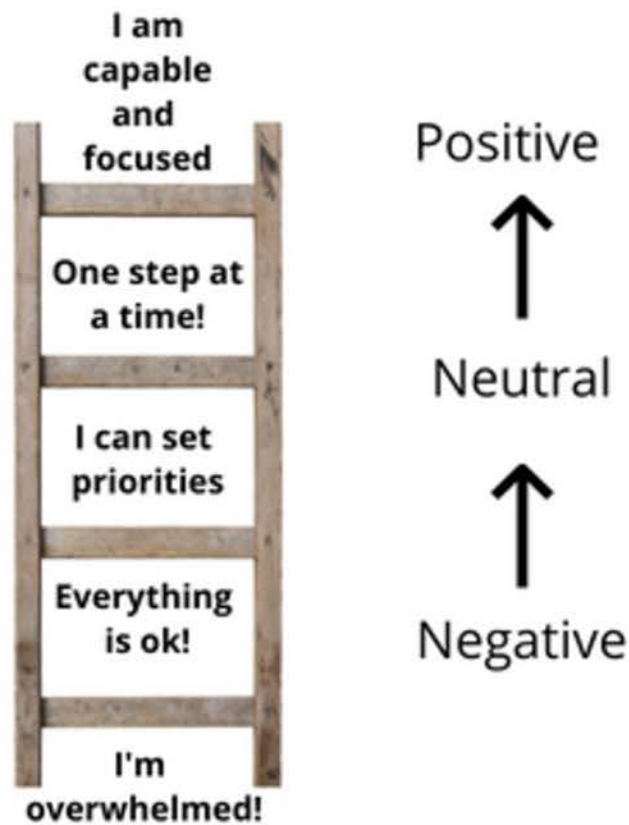 I am
capable
and
focused
One step at
a time!
I can set
priorities
Everything
is ok!
I'm
overwhelmed!
Positive
Neutral
Negative